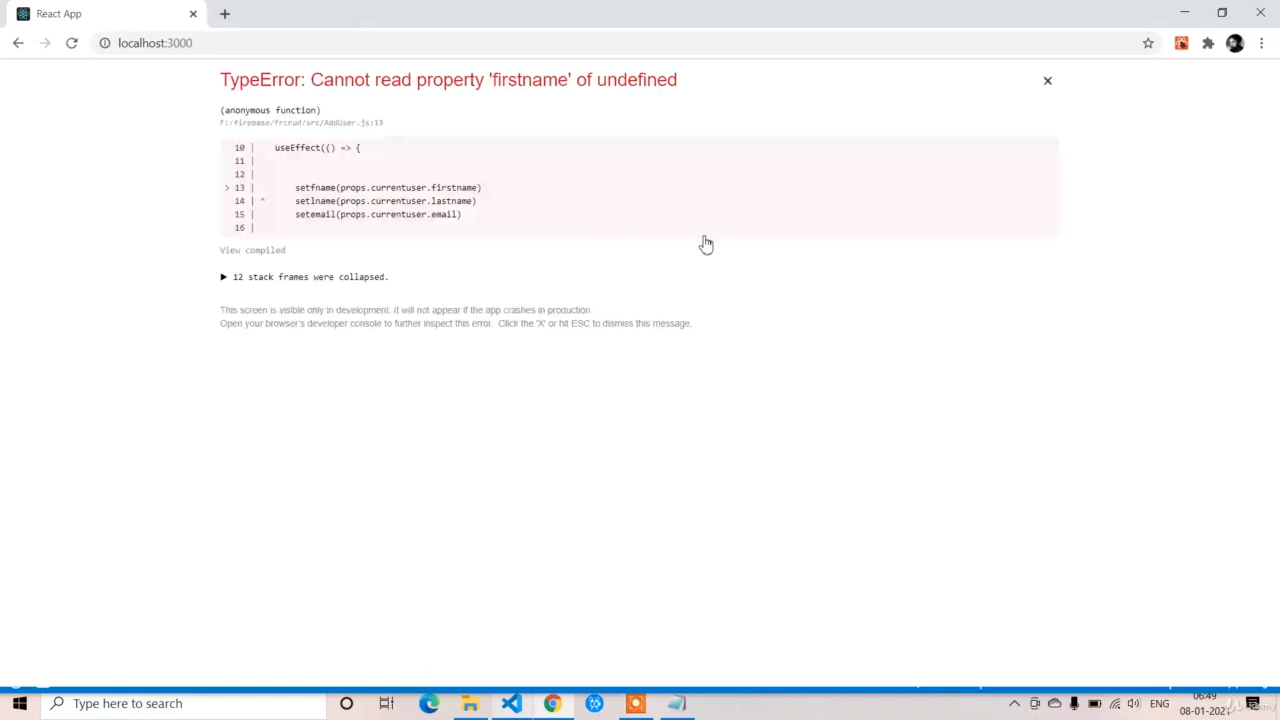 React App
localhost:3000
TypeError: Cannot read property 'firstname' of undefined
(anonymous function)
F:/firebase/frcrud/src/AddUser.js:13
10 | useEffect(() => {
11 |
12 |
> 13 | setfname(props.currentuser.firstname)
14 | ^ setlname(props.currentuser.lastname)
15 | setemail(props.currentuser.email)
16 |
View compiled
▶ 12 stack frames were collapsed.
This screen is visible only in development. It will not appear if the app crashes in production.
Open your browser's developer console to further inspect this error. Click the 'X' or hit ESC to dismiss this message.
Type here to search
ENG
06:49
08-01-2021